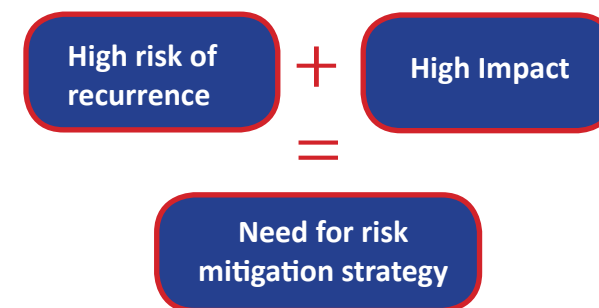 High risk of
recurrence
+
High Impact
=
Need for risk
mitigation strategy